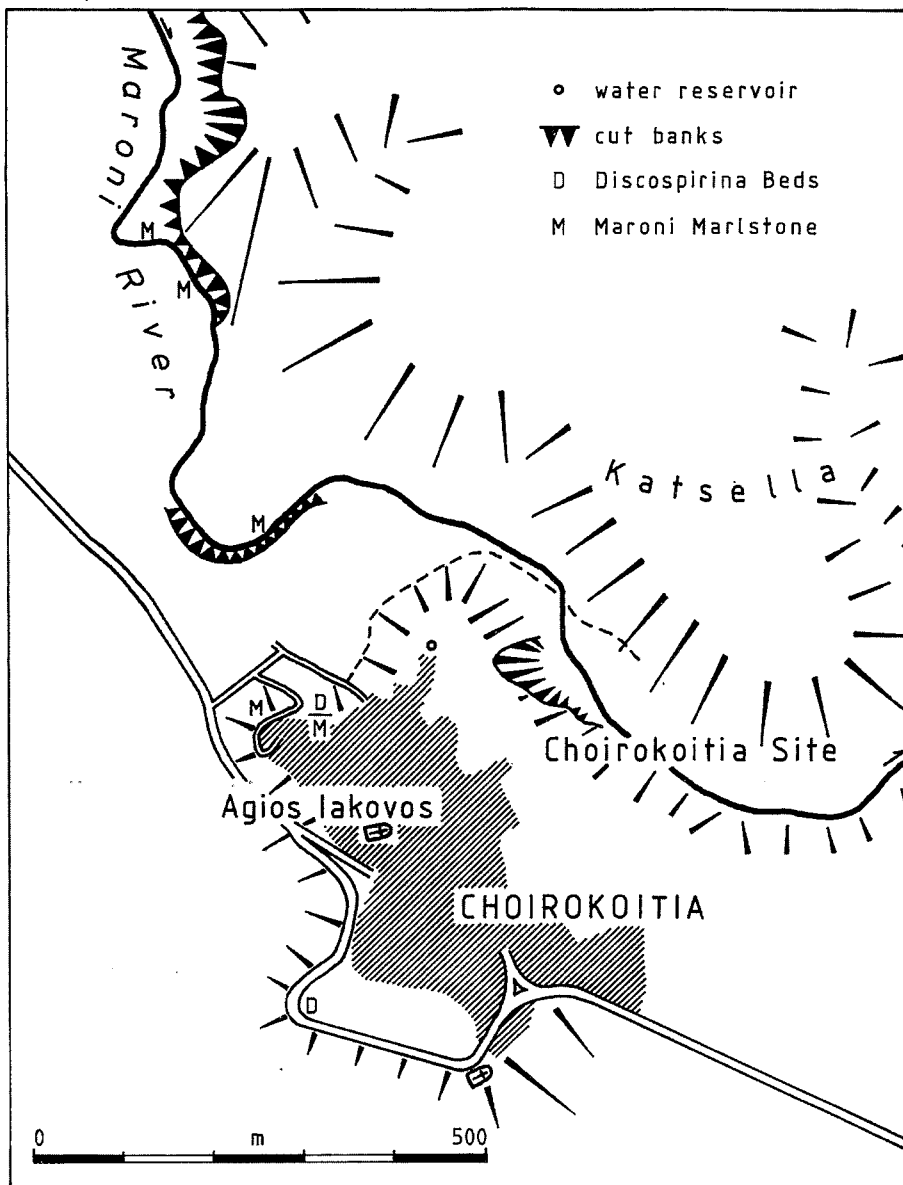 Maroni
River
water reservoir
cut banks
D Discospirina Beds
M Maroni Marlstone
M
M
Katsella
M
M
D
M
Choirokoitia Site
Agios Iakovos
CHOIROKOITIA
D
0 m 500